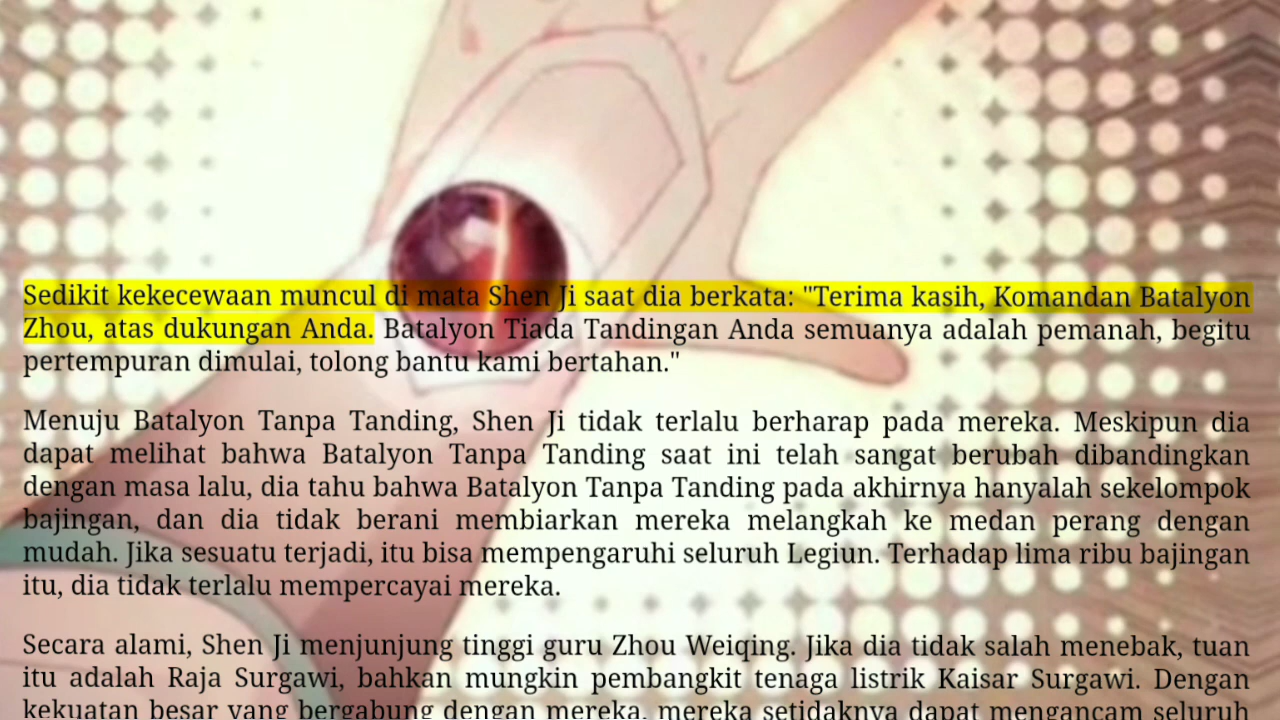 Sedikit kekecewaan muncul di mata Shen Ji saat dia berkata: "Terima kasih, Komandan Batalyon
Zhou, atas dukungan Anda. Batalyon Tiada Tandingan Anda semuanya adalah pemanah, begitu
pertempuran dimulai, tolong bantu kami bertahan."
Menuju Batalyon Tanpa Tanding, Shen Ji tidak terlalu berharap pada mereka. Meskipun dia
dapat melihat bahwa Batalyon Tanpa Tanding saat ini telah sangat berubah dibandingkan
dengan masa lalu, dia tahu bahwa Batalyon Tanpa Tanding pada akhirnya hanyalah sekelompok
bajingan, dan dia tidak berani membiarkan mereka melangkah ke medan perang dengan
mudah. Jika sesuatu terjadi, itu bisa mempengaruhi seluruh Legiun. Terhadap lima ribu bajingan
itu, dia tidak terlalu mempercayai mereka.
Secara alami, Shen Ji menjunjung tinggi guru Zhou Weiqing. Jika dia tidak salah menebak, tuan
itu adalah Raja Surgawi, bahkan mungkin pembangkit tenaga listrik Kaisar Surgawi. Dengan
kekuatan besar yang bergabung dengan mereka, mereka setidaknya dapat mengancam seluruh